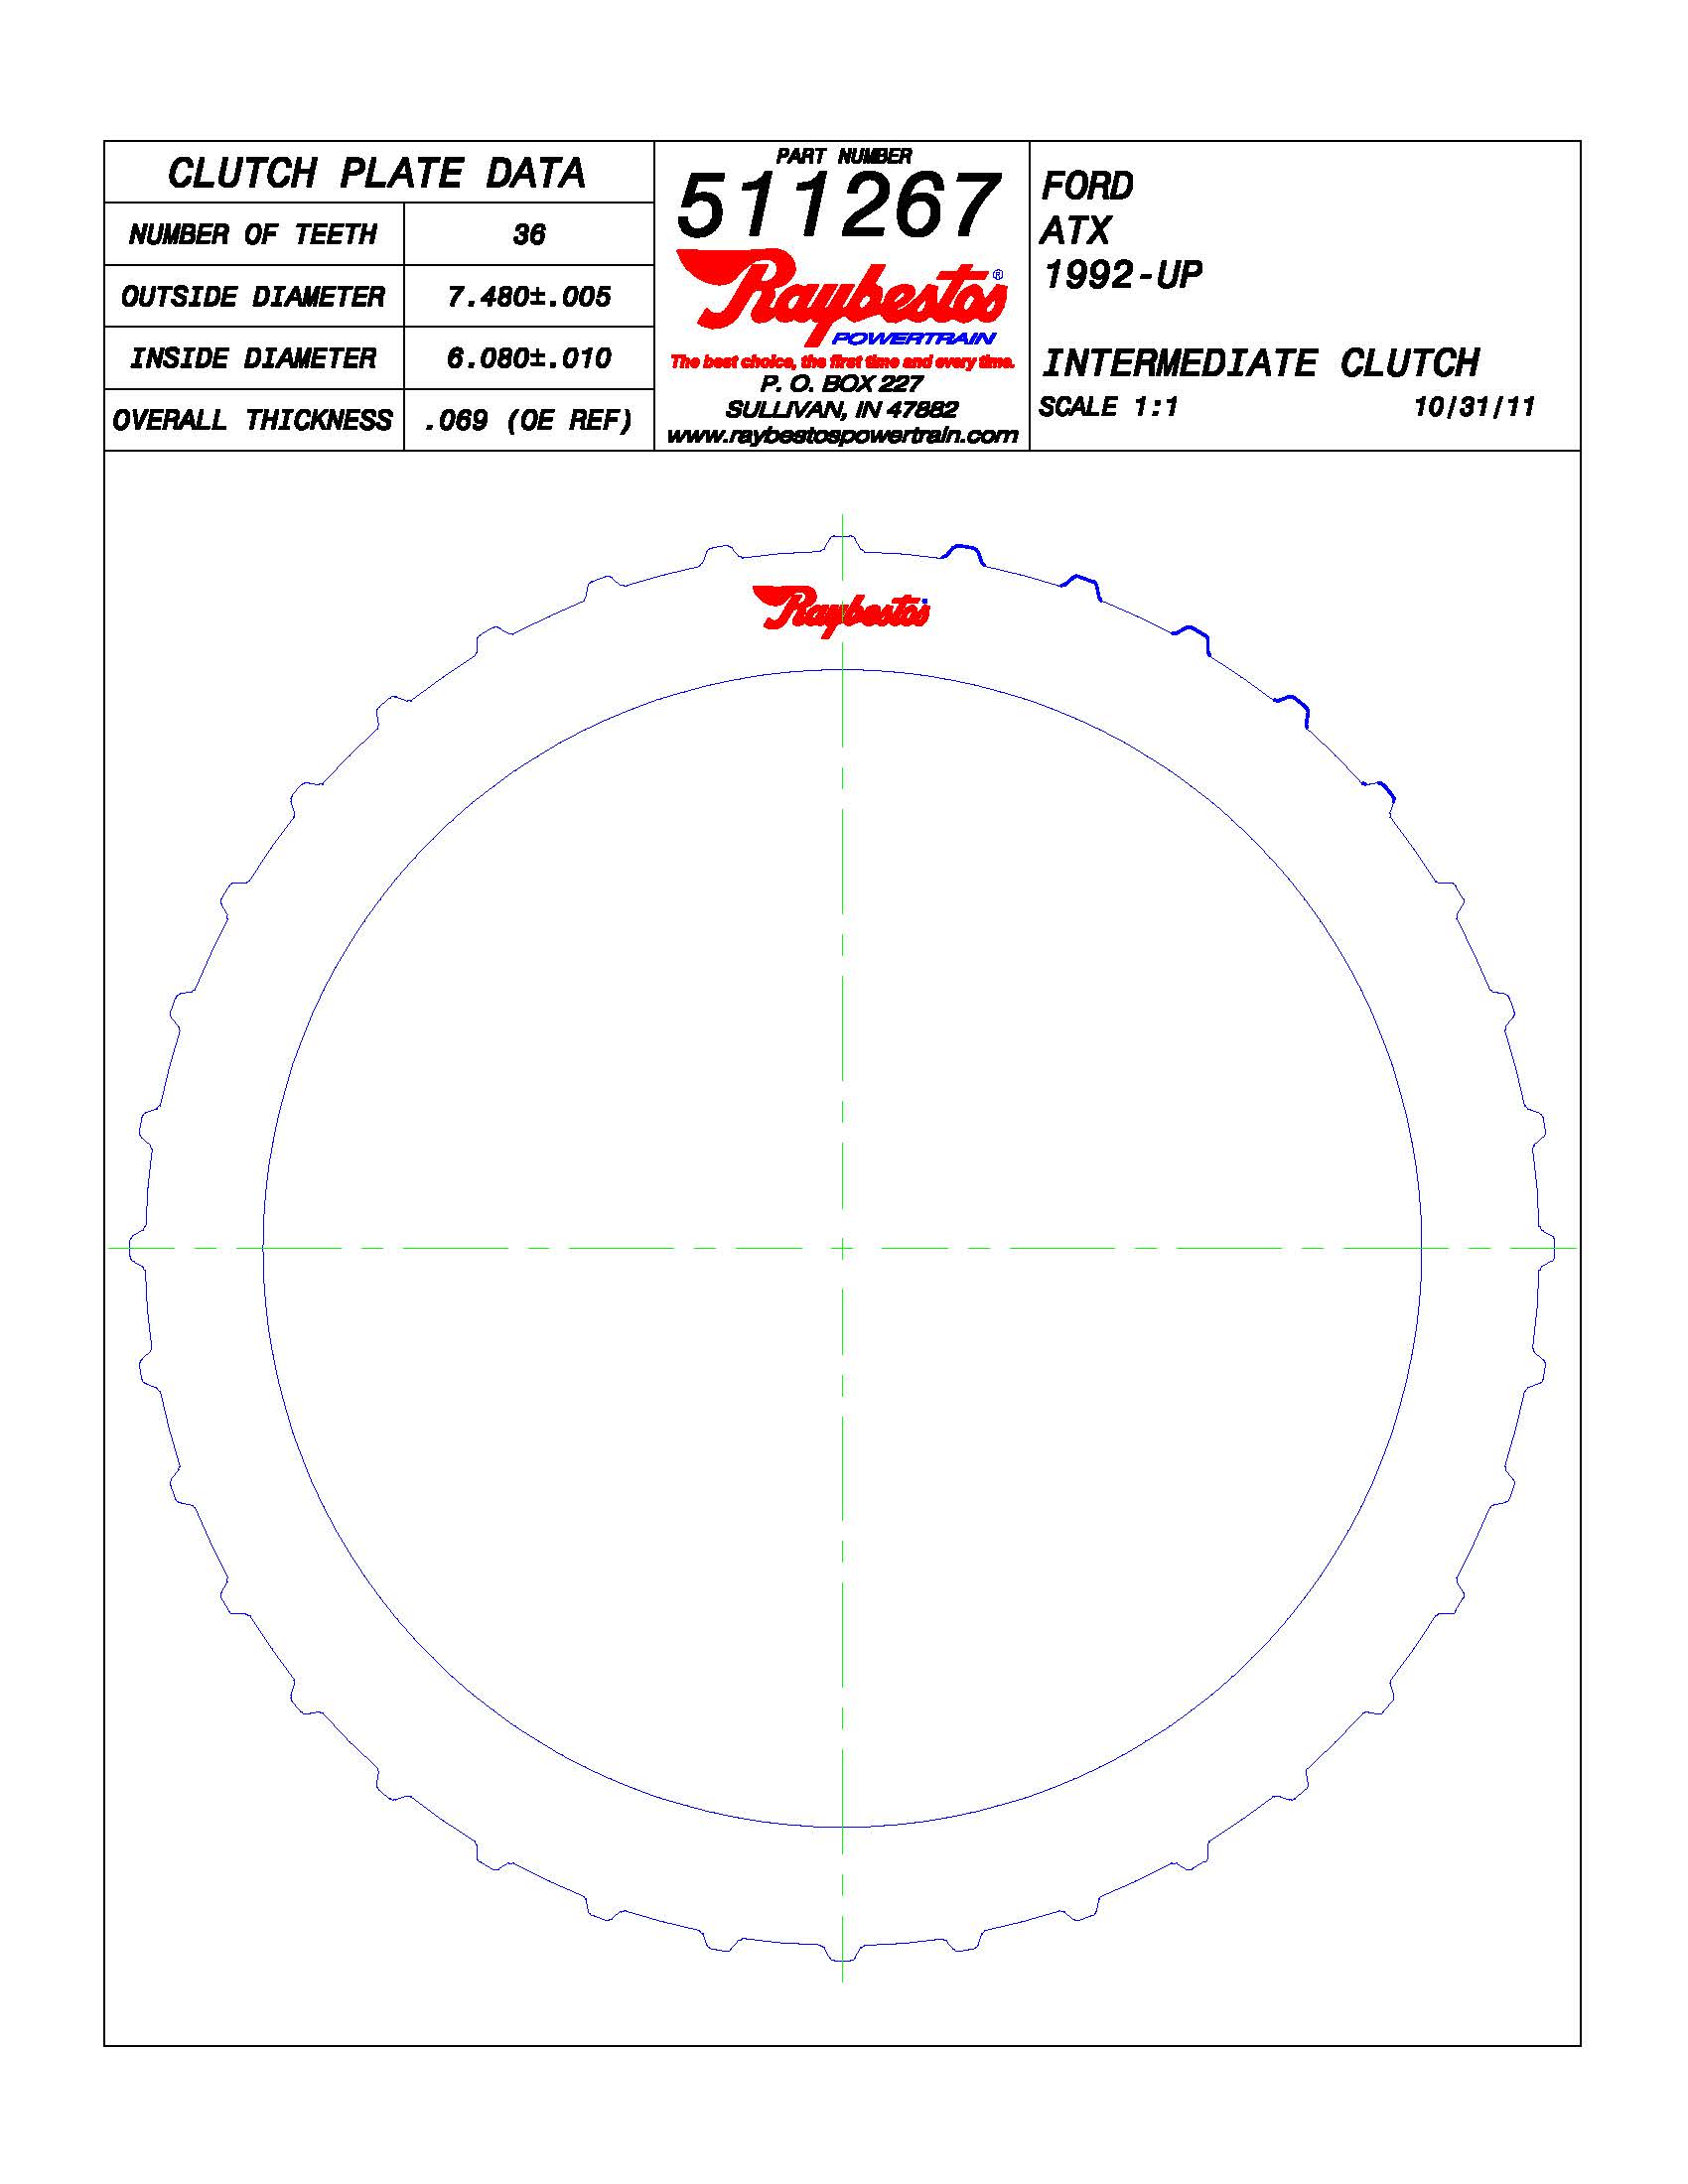 CLUTCH PLATE DATA
NUMBER OF TEETH 36
OUTSIDE DIAMETER 7.480±.005
INSIDE DIAMETER 6.080±.010
OVERALL THICKNESS .069 (OE REF)
PART NUMBER
511267
Raybestos®
POWERTRAIN
The best choice, the first time and every time.
P. O. BOX 227
SULLIVAN, IN 47882
www.raybestospowertrain.com
FORD
ATX
1992-UP
INTERMEDIATE CLUTCH
SCALE 1:1 10/31/11
Raybestos